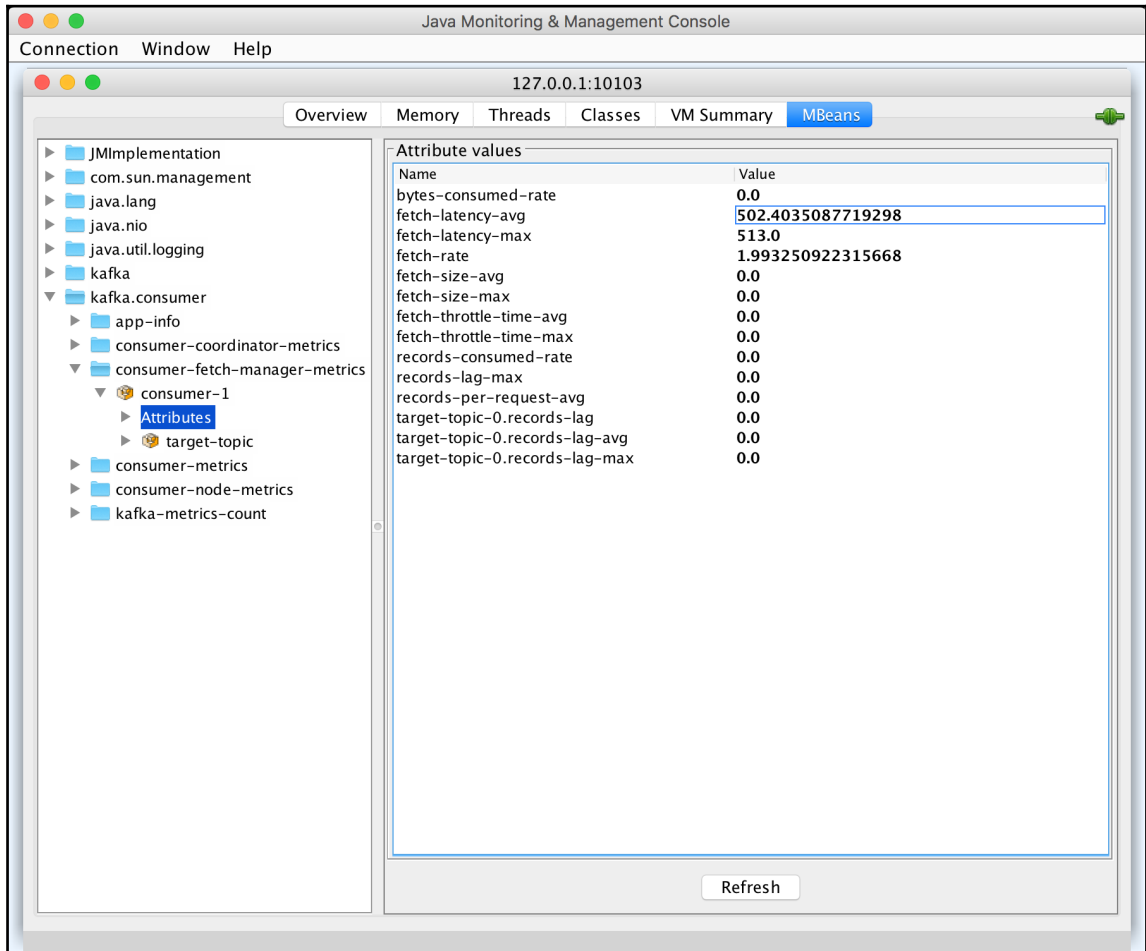 Java Monitoring & Management Console
Connection Window Help
127.0.0.1:10103
Overview Memory Threads Classes VM Summary MBeans
JMImplementation
com.sun.management
java.lang
java.nio
java.util.logging
kafka
kafka.consumer
app-info
consumer-coordinator-metrics
consumer-fetch-manager-metrics
consumer-1
Attributes
target-topic
consumer-metrics
consumer-node-metrics
kafka-metrics-count
Attribute values
Name Value
bytes-consumed-rate 0.0
fetch-latency-avg 502.4035087719298
fetch-latency-max 513.0
fetch-rate 1.993250922315668
fetch-size-avg 0.0
fetch-size-max 0.0
fetch-throttle-time-avg 0.0
fetch-throttle-time-max 0.0
records-consumed-rate 0.0
records-lag-max 0.0
records-per-request-avg 0.0
target-topic-0.records-lag 0.0
target-topic-0.records-lag-avg 0.0
target-topic-0.records-lag-max 0.0
Refresh